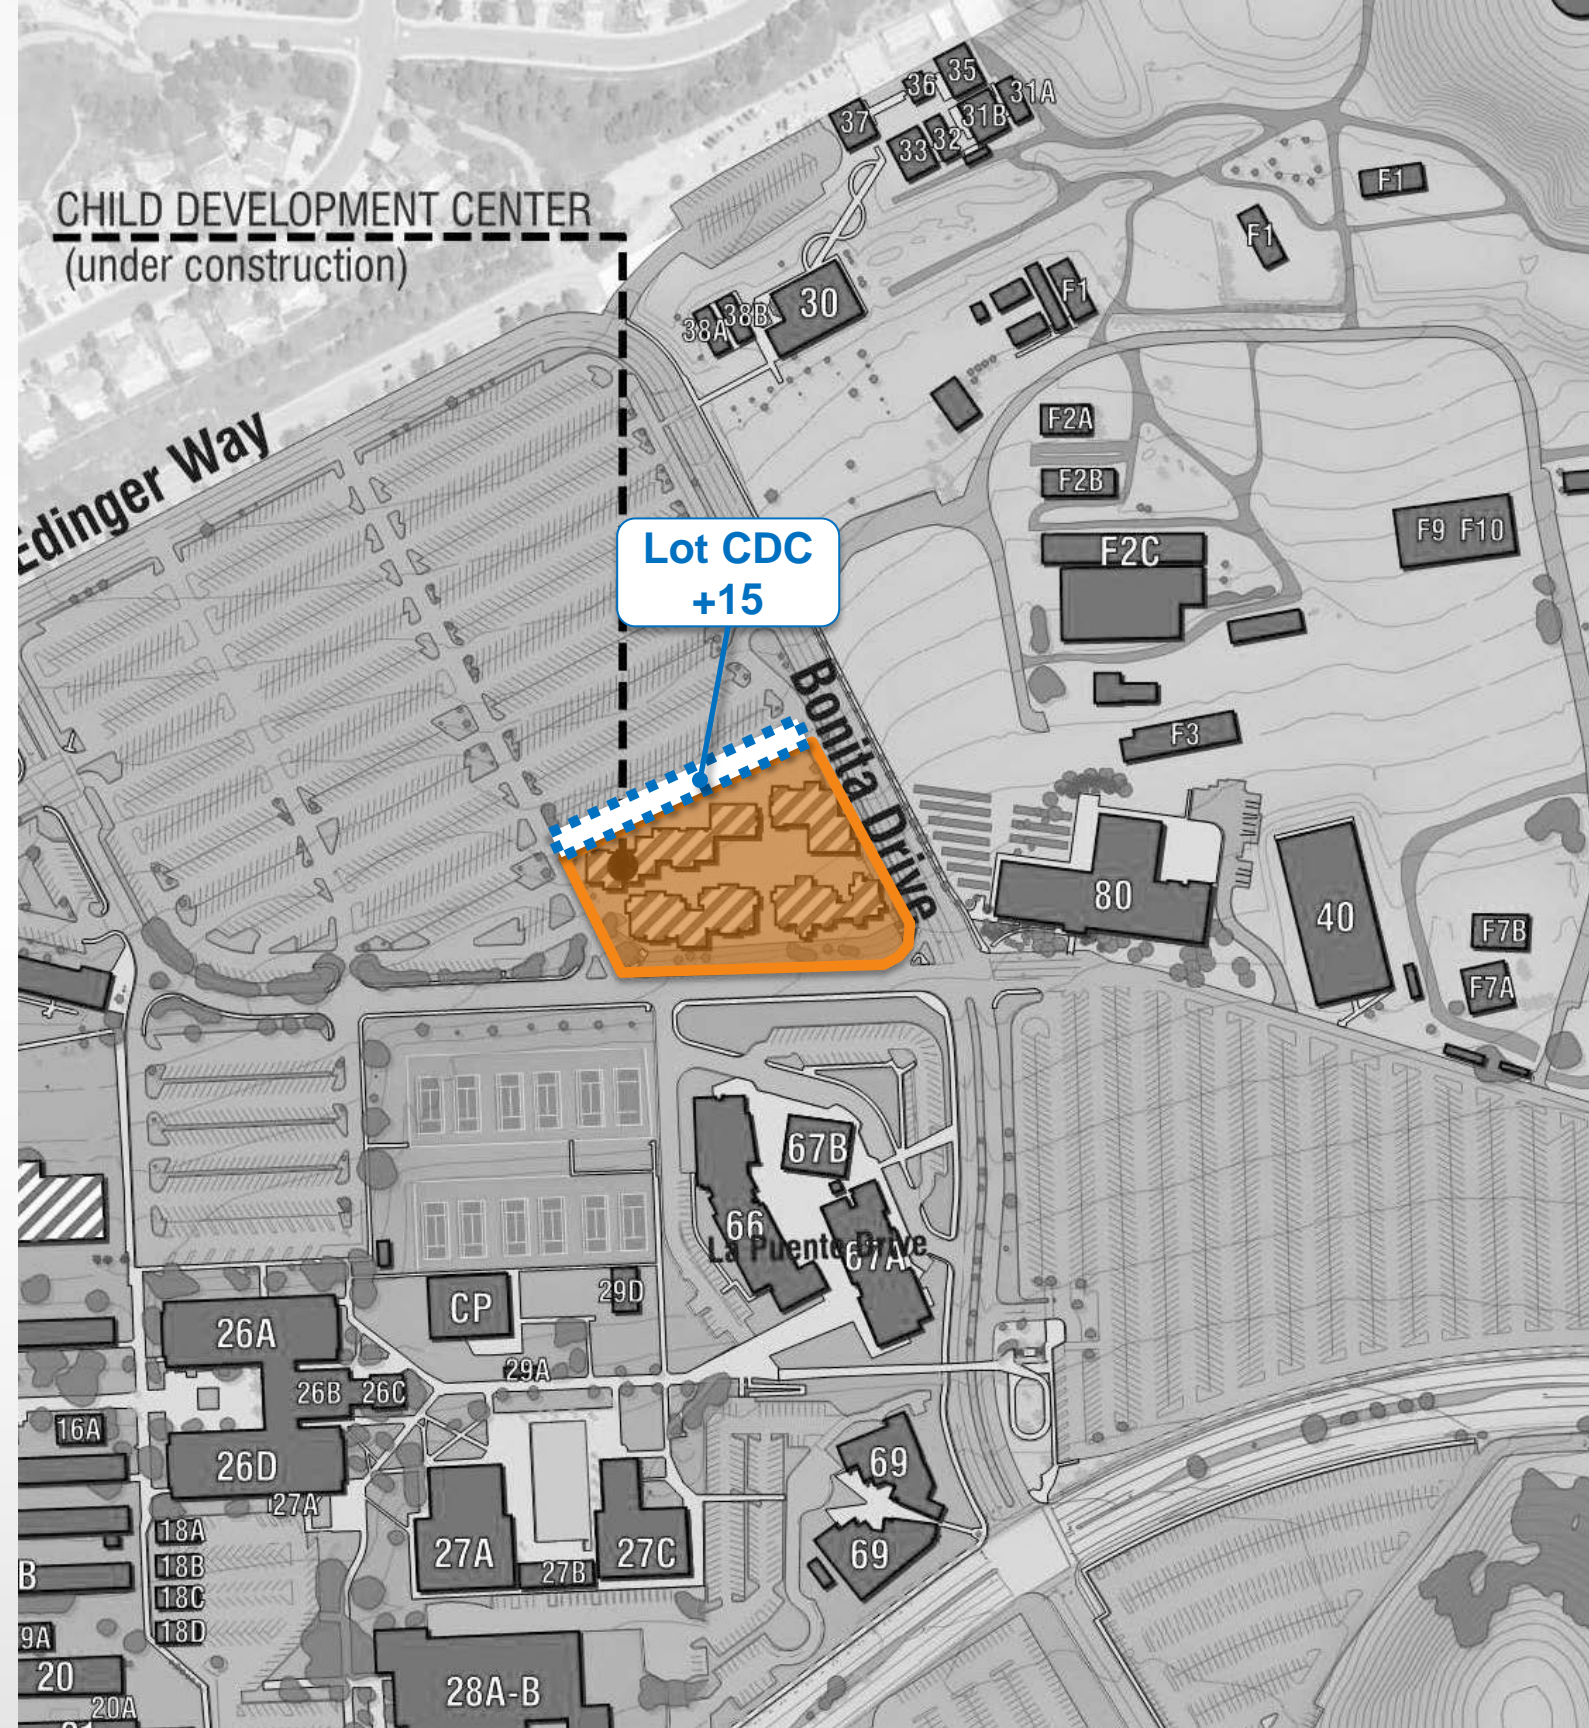 35
36
31A
37
31B
32
33
F1
CHILD DEVELOPMENT CENTER
(under construction)
F1
F1
30
38B
38A
F2A
Edinger Way
F2B
F9 F10
Lot CDC
+15
F2C
Bonita Drive
F3
80
40
F7B
F7A
67B
66
La Puente Drive
67A
29D
CP
26A
29A
26B
26C
16A
26D
69
27A
18A
27A
27C
69
18B
27B
B
18C
18D
9A
20
28A-B
20A